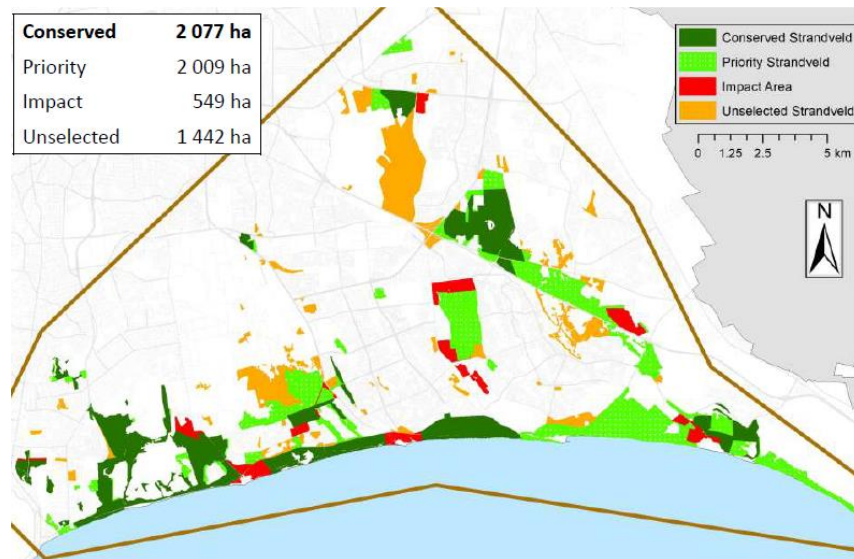 Conserved 2 077 ha
Priority 2 009 ha
Impact 549 ha
Unselected 1 442 ha
Conserved Strandveld
Priority Strandveld
Impact Area
Unselected Strandveld
0 1.25 2.5 5 km
N